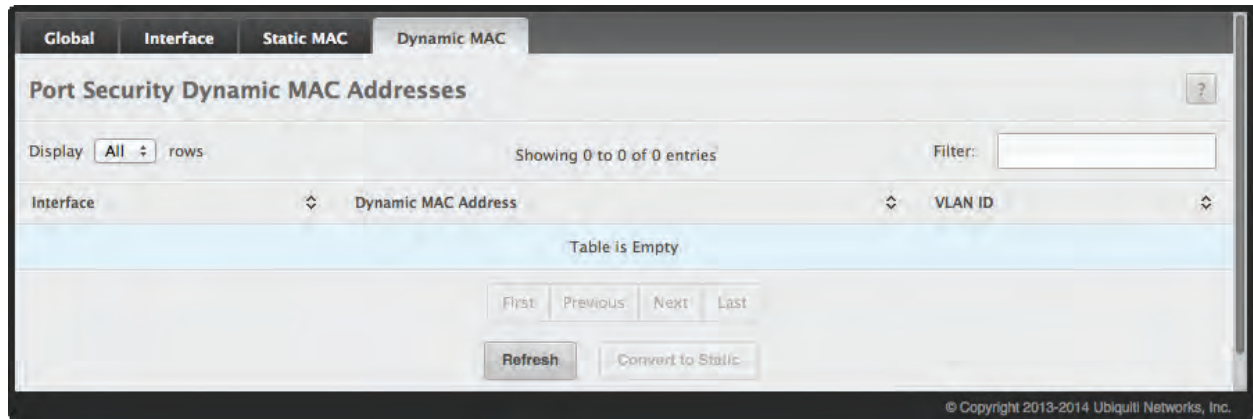 Global Interface Static MAC Dynamic MAC
Port Security Dynamic MAC Addresses ?
Display All rows Showing 0 to 0 of 0 entries Filter:
Interface Dynamic MAC Address VLAN ID
Table is Empty
First Previous Next Last
Refresh Convert to Static
© Copyright 2013-2014 Ubiquiti Networks, Inc.